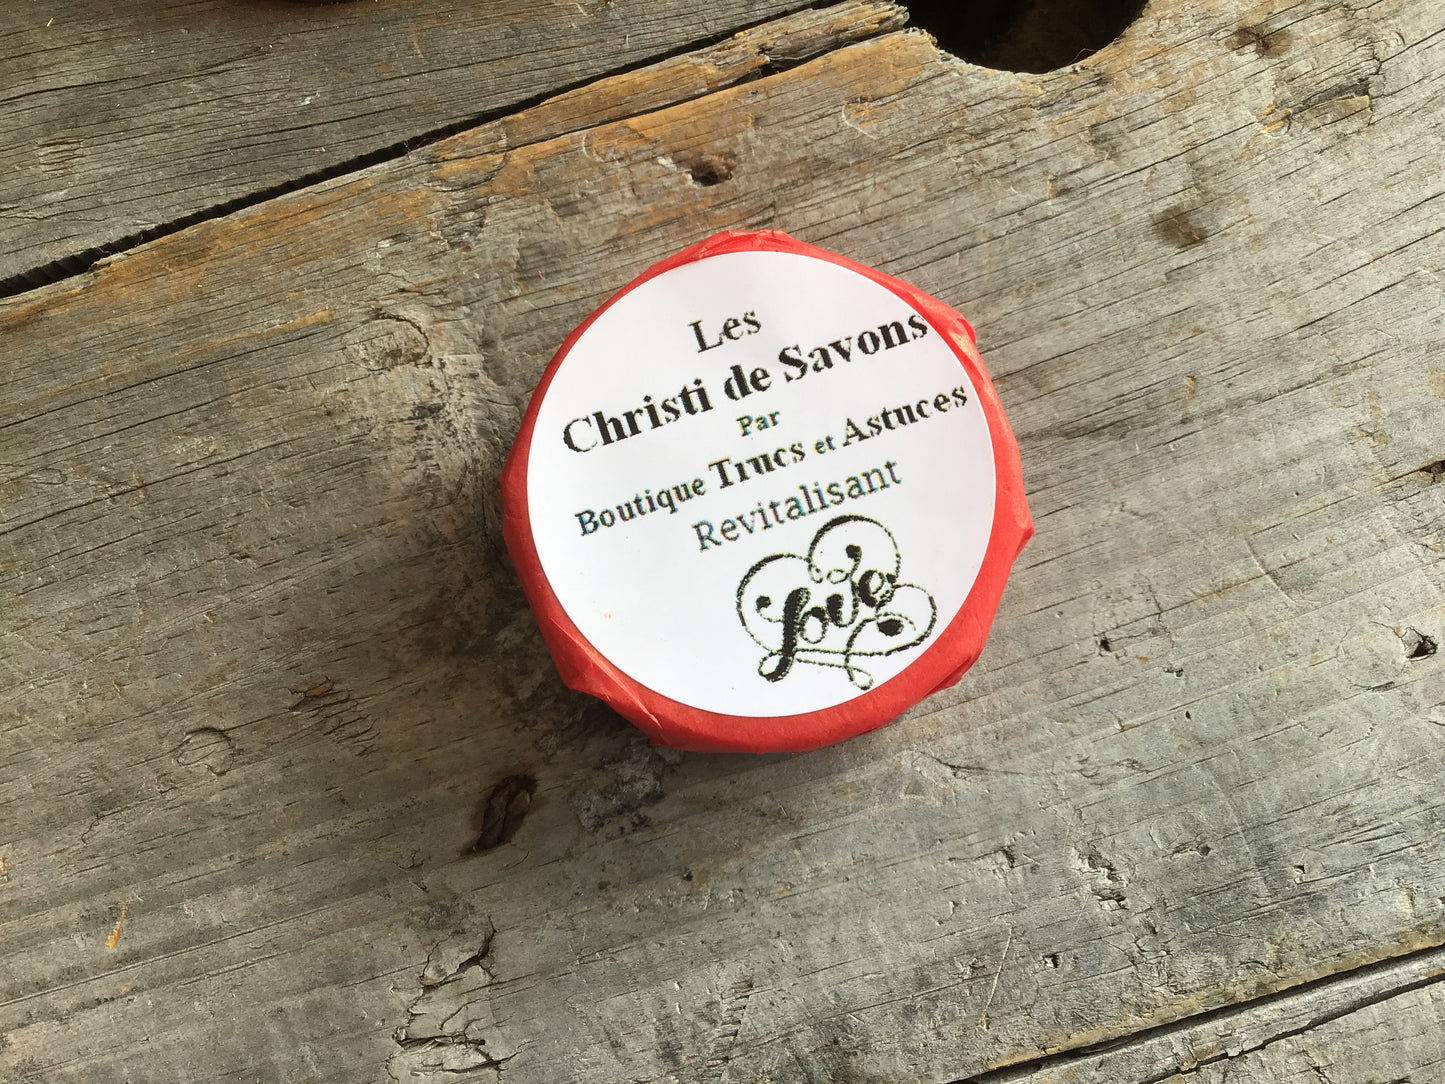 Les
Christi de Savons
Par
Boutique Trucs et Astuces
Revitalisant
Love